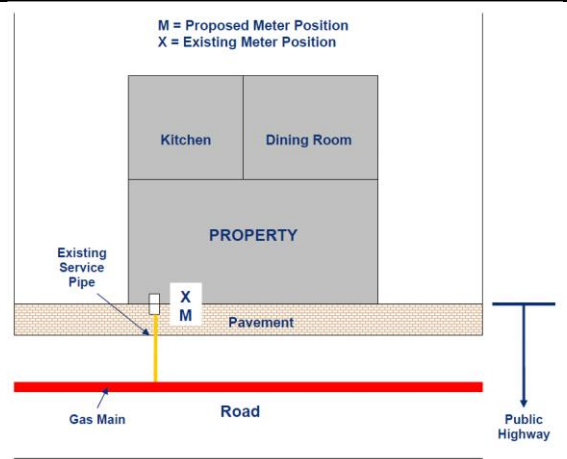 M = Proposed Meter Position
X = Existing Meter Position
Kitchen
Dining Room
PROPERTY
Existing
Service
Pipe
X
M
Pavement
Gas Main
Road
Public
Highway